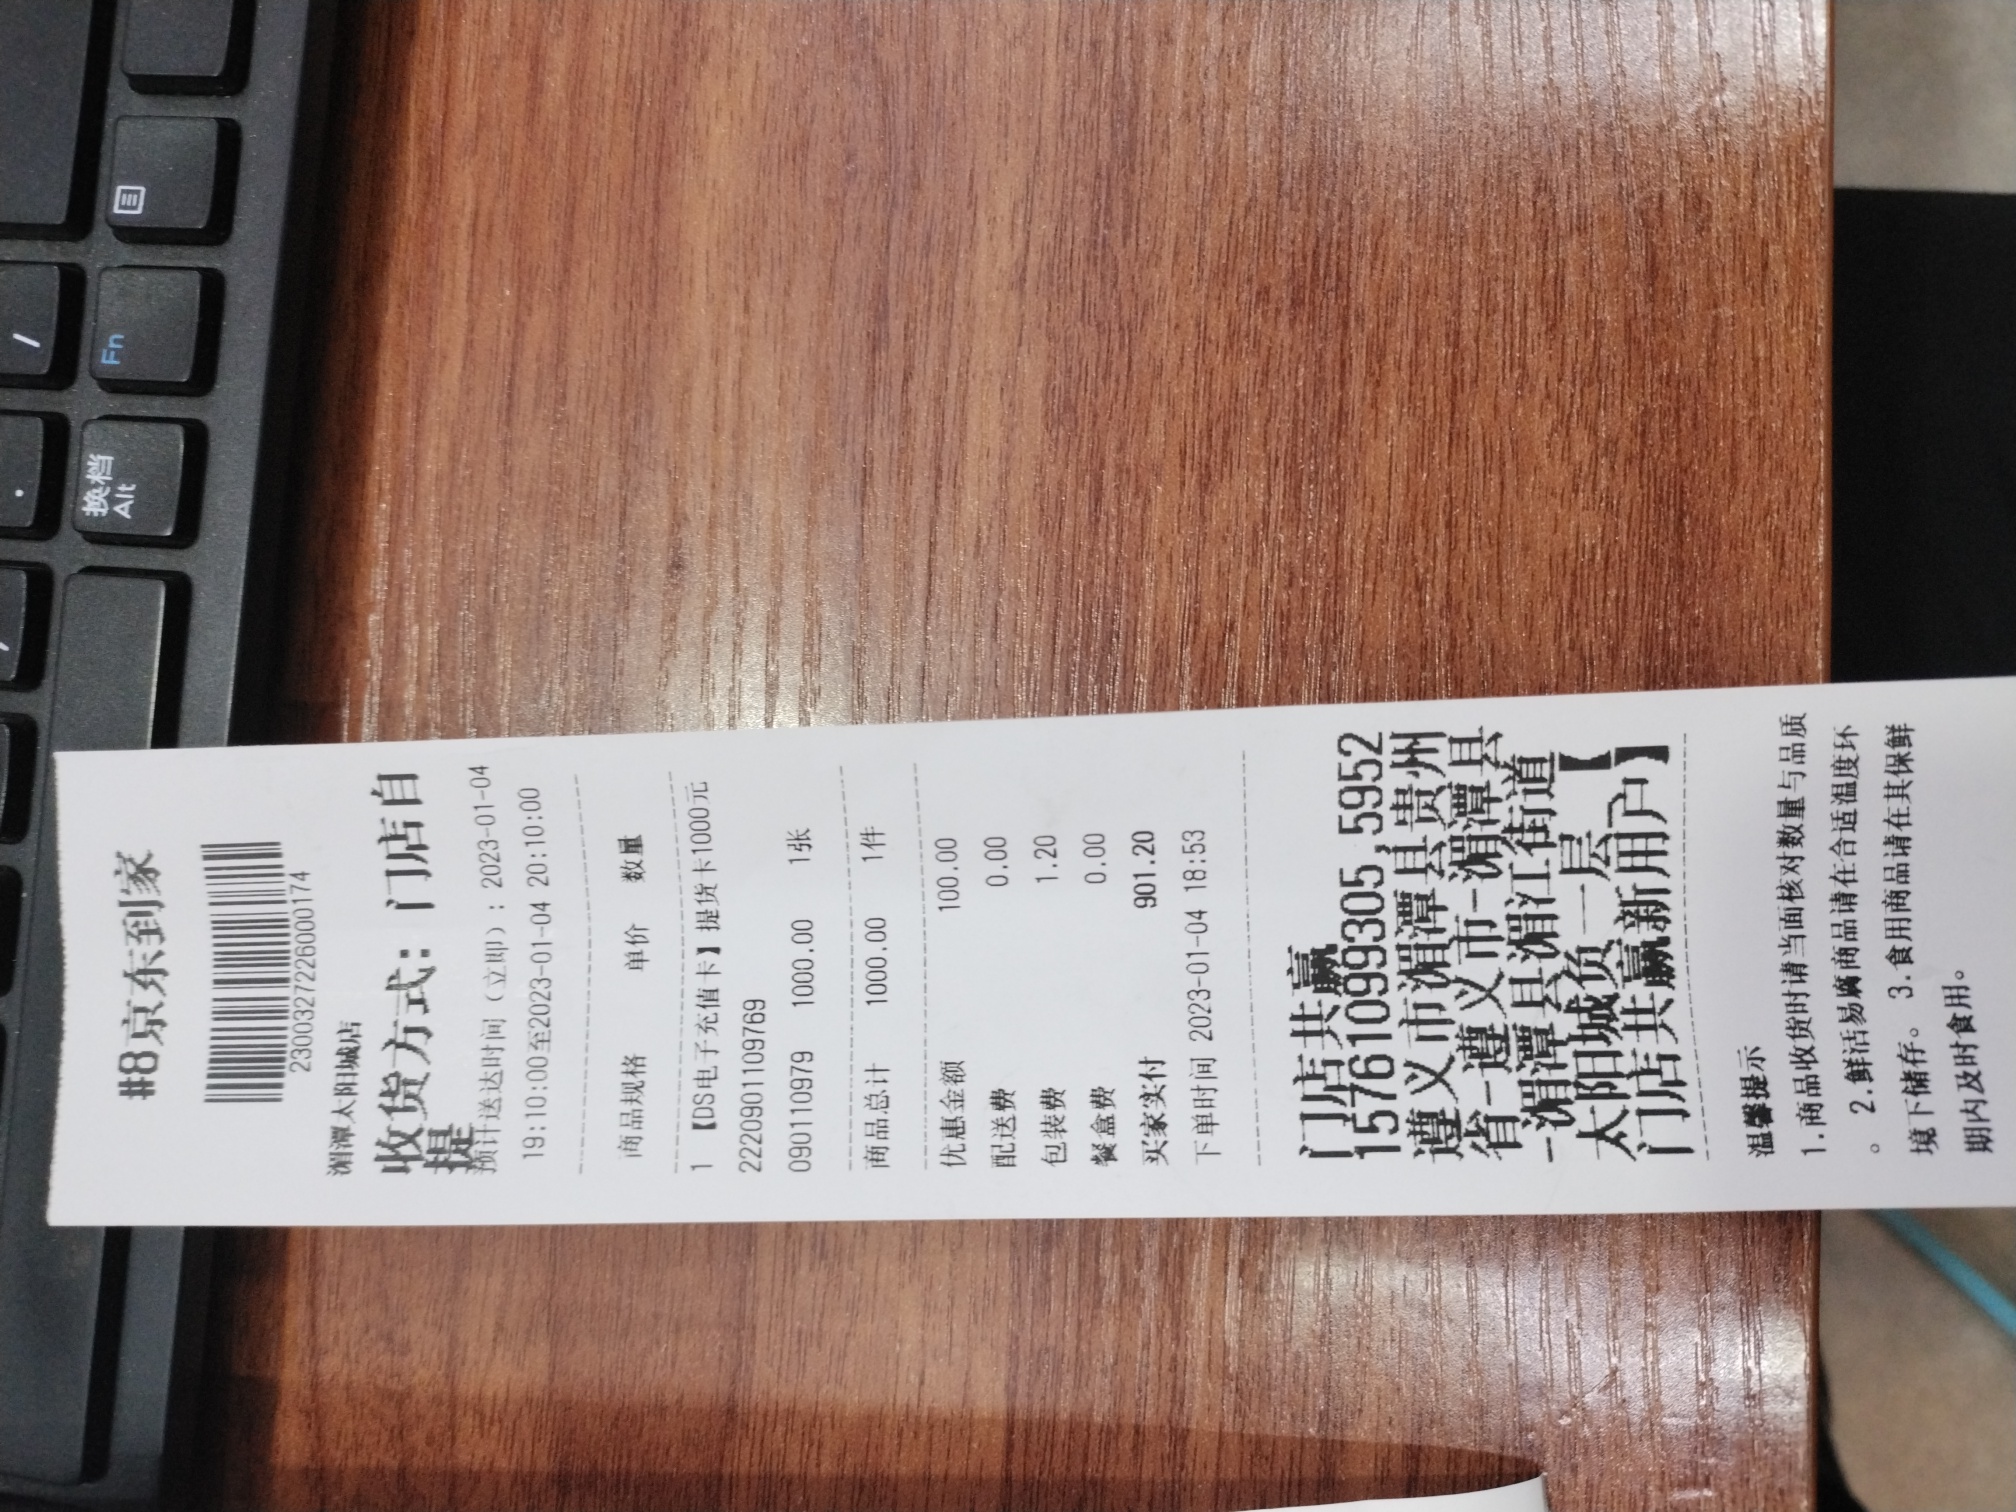 #8京东到家
2300327226000174
湄潭太阳城店
收货方式：门店自
提
预计送达时间（立即）：2023-01-04
19:10:00至2023-01-04 20:10:00
商品规格 单价 数量
1 【DS电子充值卡】提货卡1000元
2220901109769
0901110979 1000.00 1张
商品总计 1000.00 1件
优惠金额 100.00
配送费 0.00
包装费 1.20
餐盒费 0.00
买家实付 901.20
下单时间 2023-01-04 18:53
门店共赢
15761099305,5952
遵义市湄潭县贵州
省-遵义市-湄潭县
-湄潭县湄江街道
太阳城负一层【
门店共赢新用户】
温馨提示
1.商品收货时请当面核对数量与品质
。 2.鲜活易腐商品请在合适温度环
境下储存。 3.食用商品请在其保鲜
期内及时食用。
/
Fn
.
换档
Alt
,